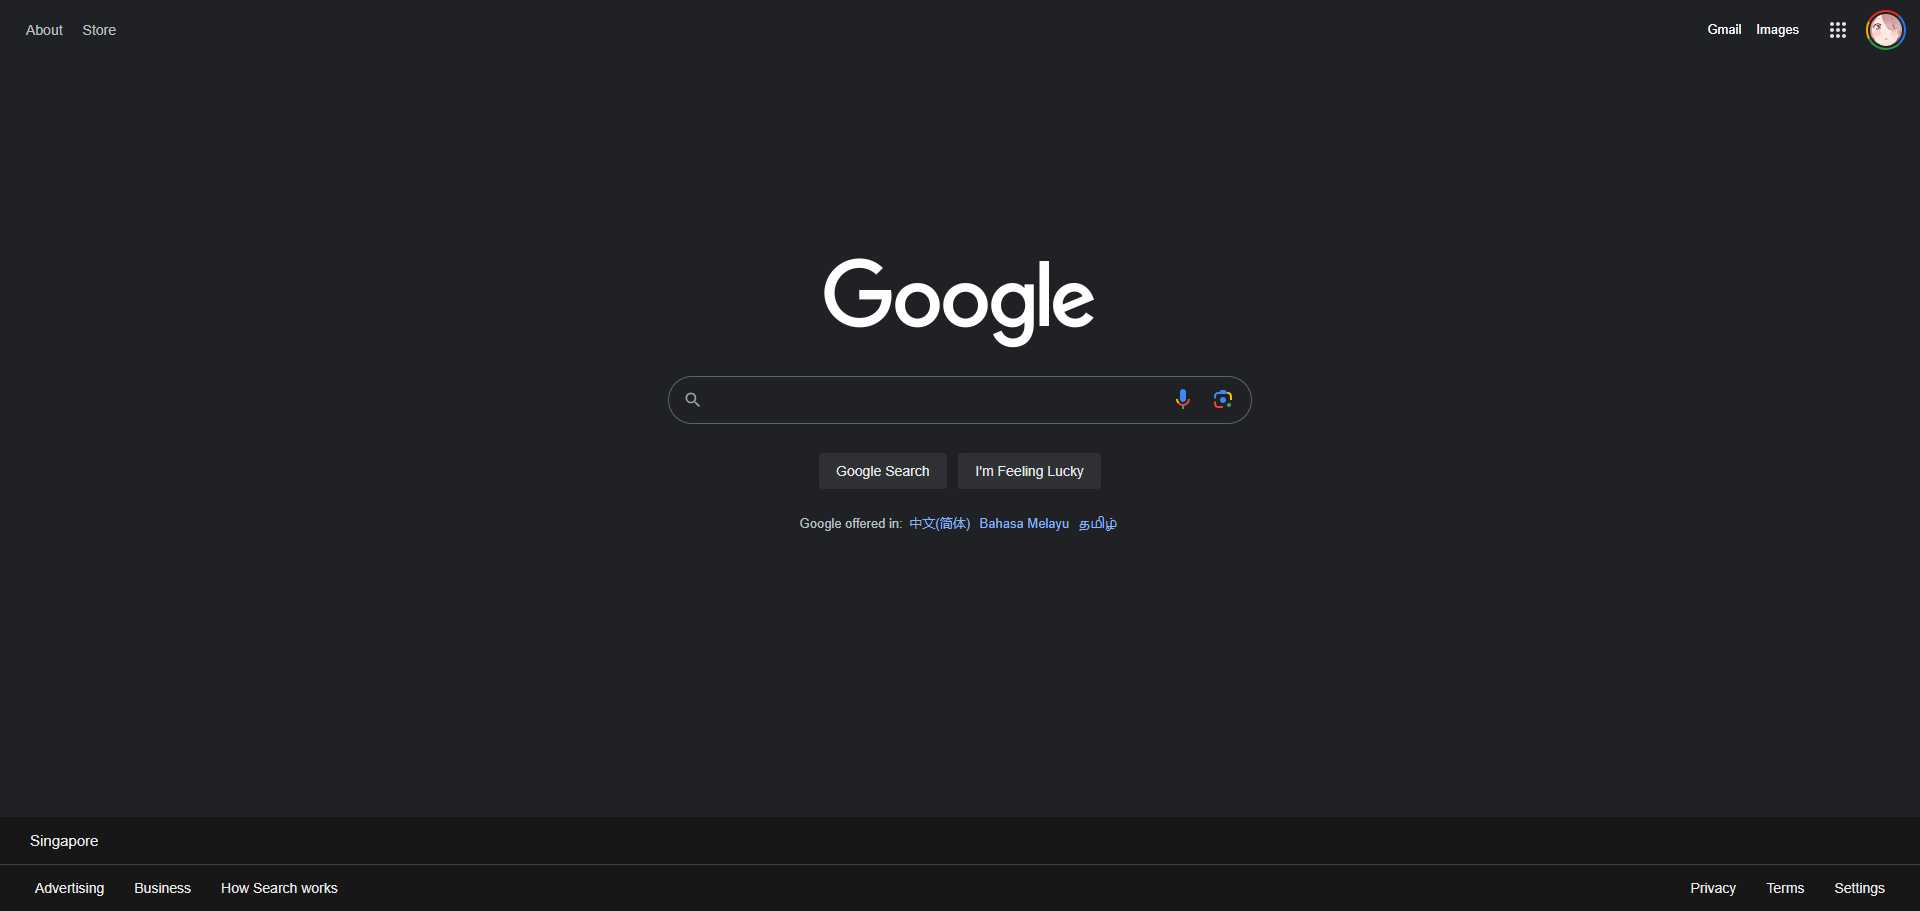 About Store
Gmail Images
Google
Google Search I'm Feeling Lucky
Google offered in: 中文(简体) Bahasa Melayu தமிழ்
Singapore
Advertising Business How Search works
Privacy Terms Settings